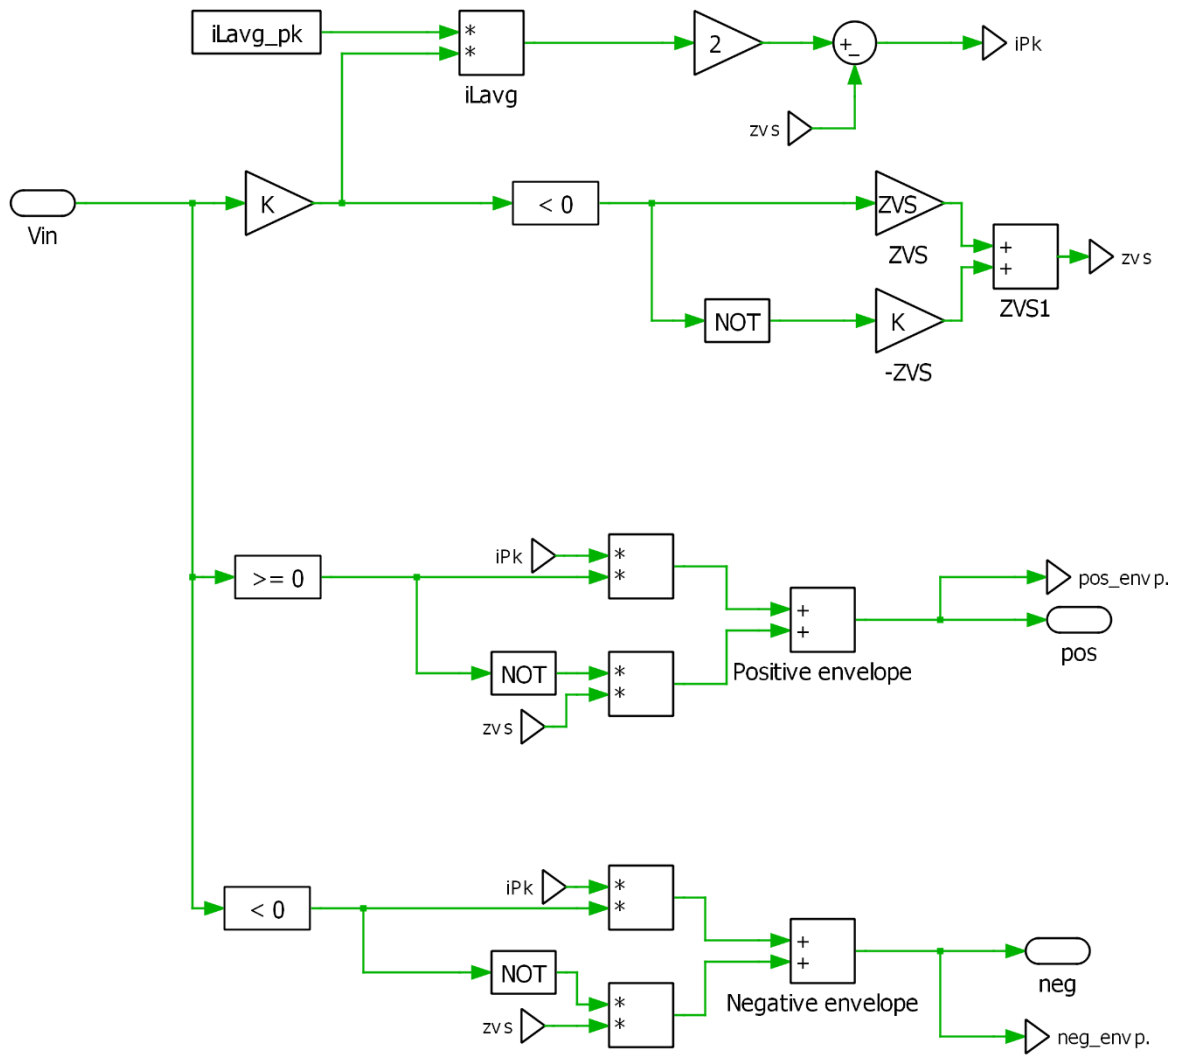 iLavg_pk
*
*
iLavg
2
+
−
iPk
zvs
Vin
K
< 0
ZVS
ZVS
+
+
ZVS1
zvs
NOT
K
-ZVS
>= 0
iPk
*
*
NOT
zvs
*
*
+
+
Positive envelope
pos_envp.
pos
< 0
iPk
*
*
NOT
zvs
*
*
+
+
Negative envelope
neg
neg_envp.